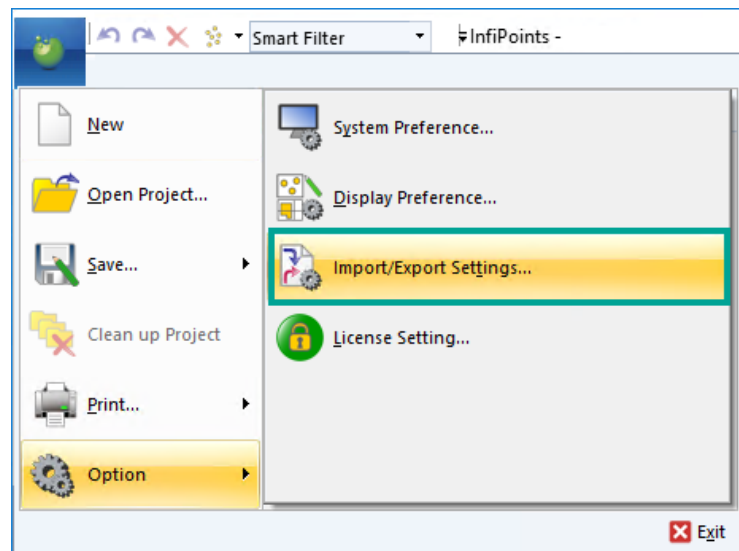 Smart Filter
InfiPoints -
New
Open Project...
Save...
Clean up Project
Print...
Option
System Preference...
Display Preference...
Import/Export Settings...
License Setting...
Exit